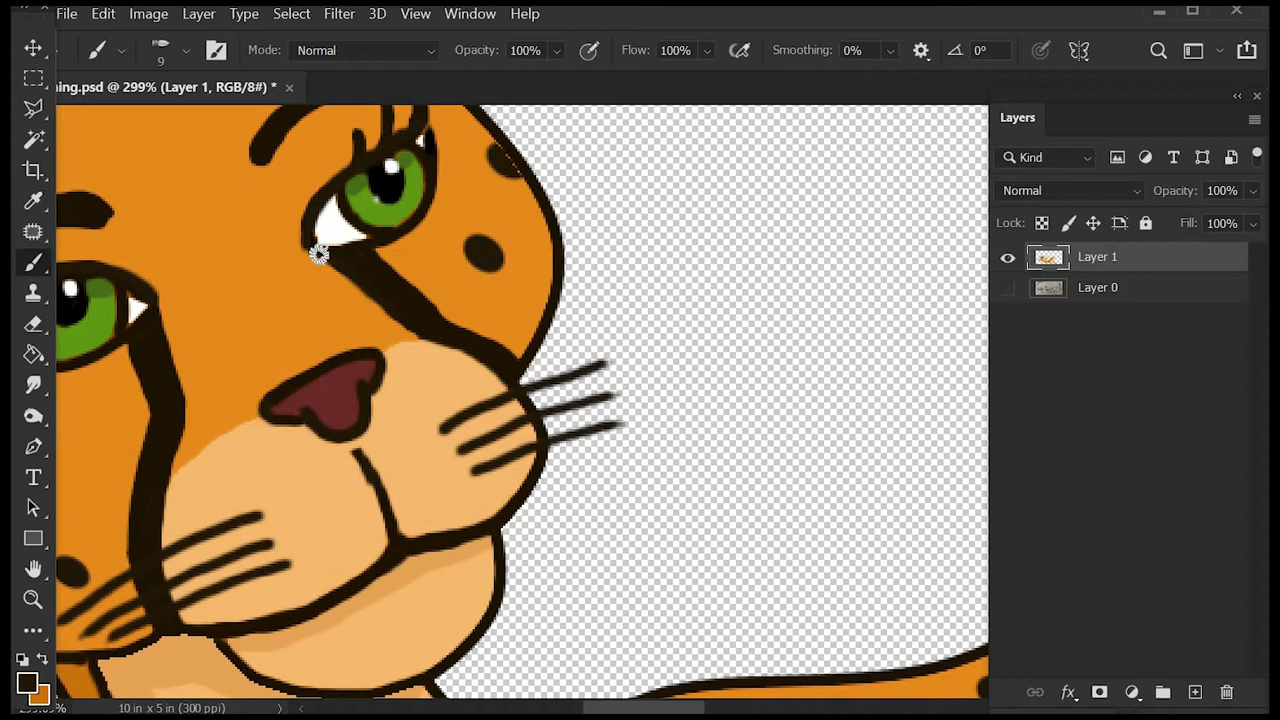 File Edit Image Layer Type Select Filter 3D View Window Help
9 Mode: Normal Opacity: 100% Flow: 100% Smoothing: 0% 0°
ning.psd @ 299% (Layer 1, RGB/8#) *
Layers
Kind
Normal Opacity: 100%
Lock: Fill: 100%
Layer 1
Layer 0
10 in x 5 in (300 ppi)